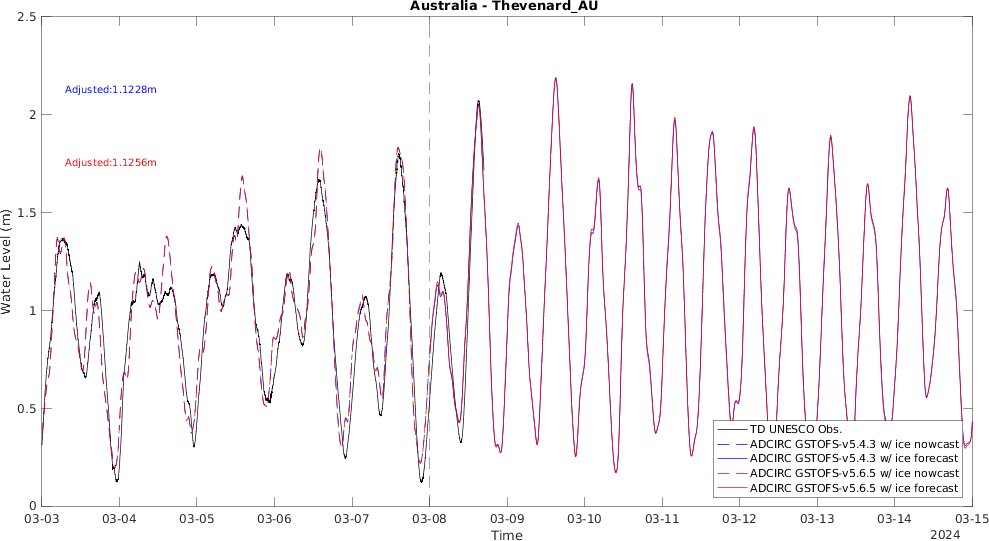 Australia - Thevenard_AU
2.5
2
1.5
1
0.5
0
Water Level (m)
Adjusted:1.1228m
Adjusted:1.1256m
TD UNESCO Obs.
ADCIRC GSTOFS-v5.4.3 w/ ice nowcast
ADCIRC GSTOFS-v5.4.3 w/ ice forecast
ADCIRC GSTOFS-v5.6.5 w/ ice nowcast
ADCIRC GSTOFS-v5.6.5 w/ ice forecast
03-03 03-04 03-05 03-06 03-07 03-08 03-09 03-10 03-11 03-12 03-13 03-14 03-15
Time
2024